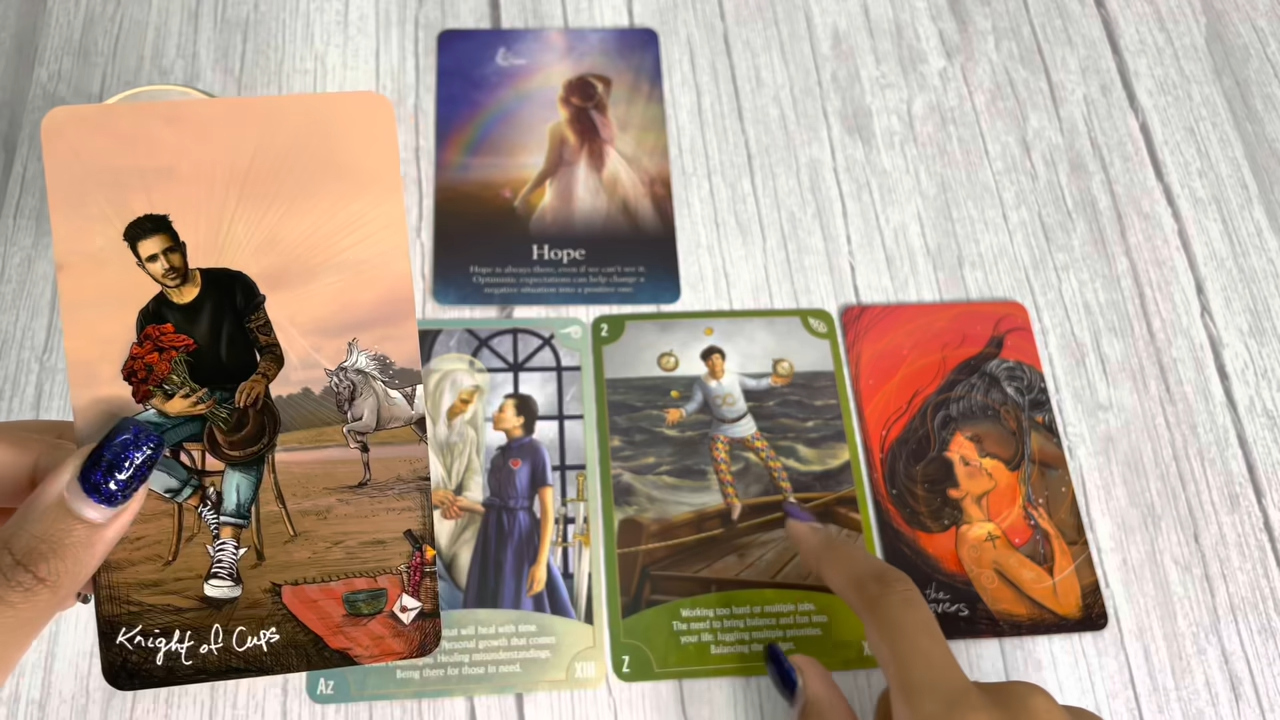 Hope
Hope is always there, even if we can't see it.
Optimistic expectations can help change a
negative situation into a positive one.
Knight of Cups
that will heal with time.
Personal growth that comes
Healing misunderstandings.
Being there for those in need.
Az
XIII
2
Working too hard or multiple jobs.
The need to bring balance and fun into
your life. Juggling multiple priorities.
Balancing the
Z
X
the
overs